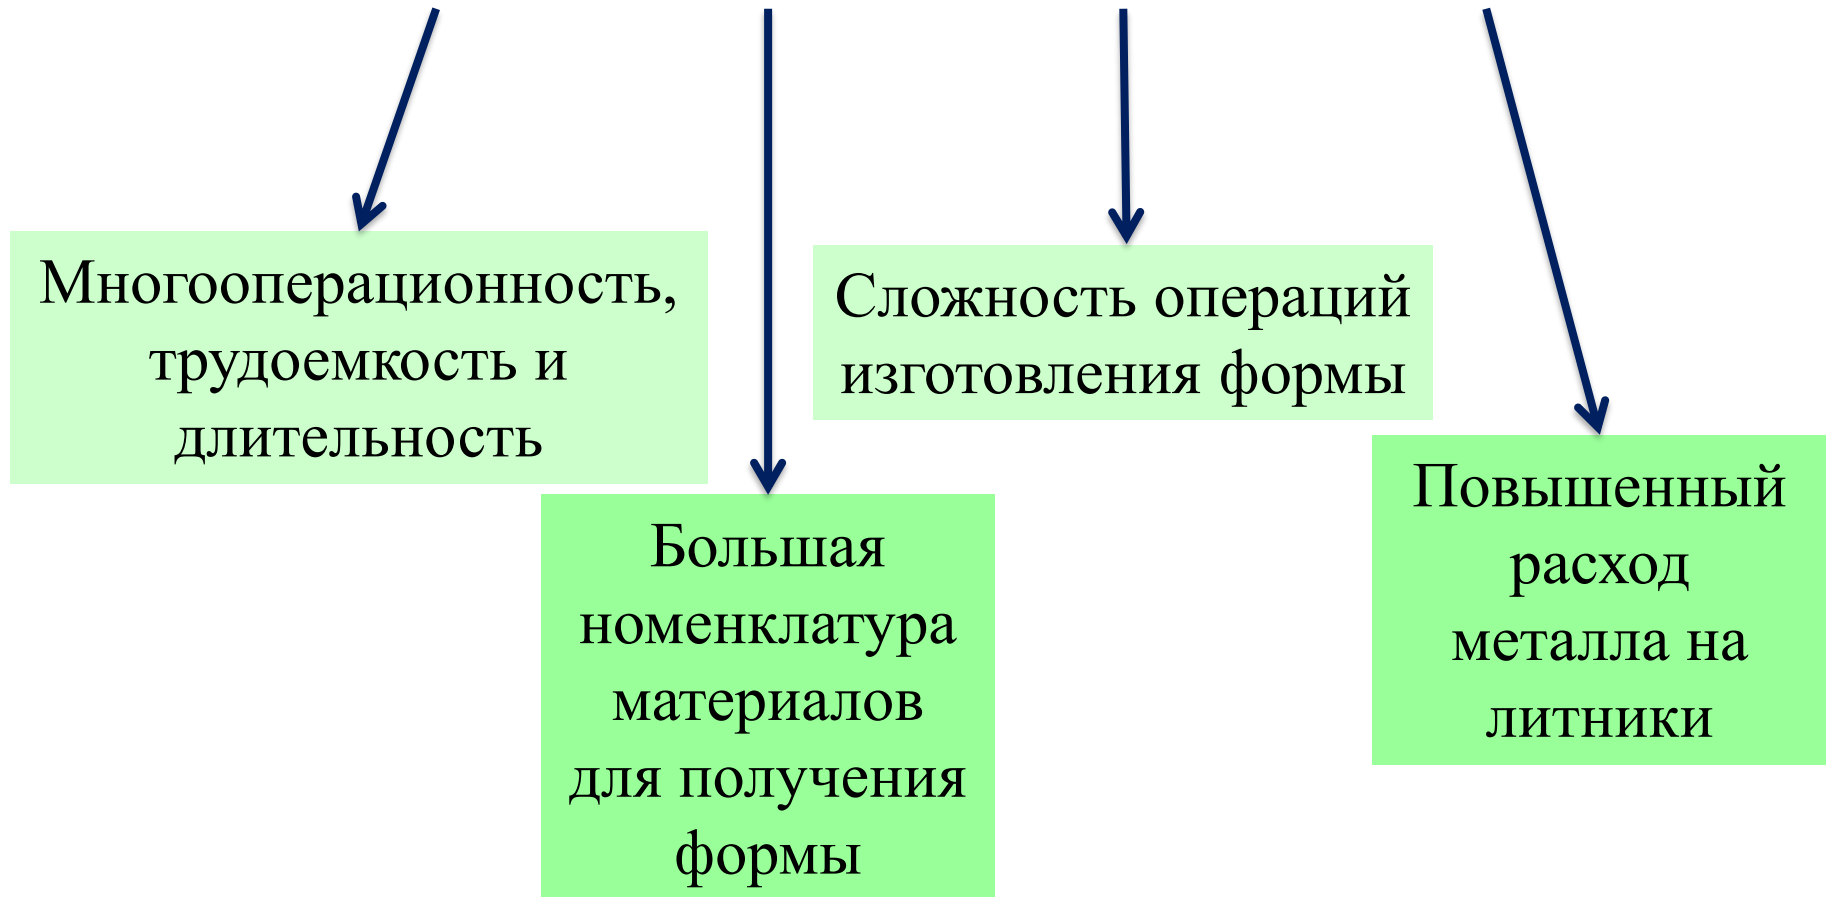 Многооперационность,
трудоемкость и
длительность
Большая
номенклатура
материалов
для получения
формы
Сложность операций
изготовления формы
Повышенный
расход
металла на
литники